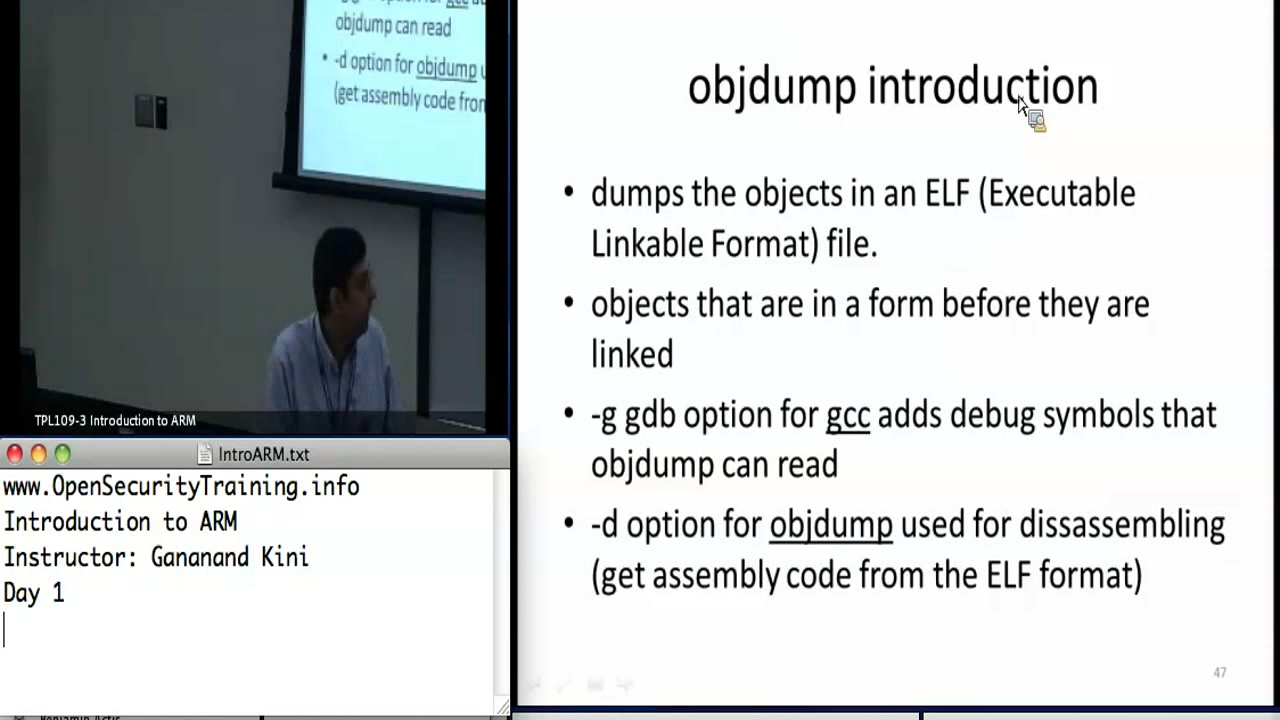 objdump can read
• -d option for objdump
(get assembly code from
TPL109-3 Introduction to ARM
IntroARM.txt
www.OpenSecurityTraining.info
Introduction to ARM
Instructor: Gananand Kini
Day 1
objdump introduction
• dumps the objects in an ELF (Executable
Linkable Format) file.
• objects that are in a form before they are
linked
• -g gdb option for gcc adds debug symbols that
objdump can read
• -d option for objdump used for dissassembling
(get assembly code from the ELF format)
47